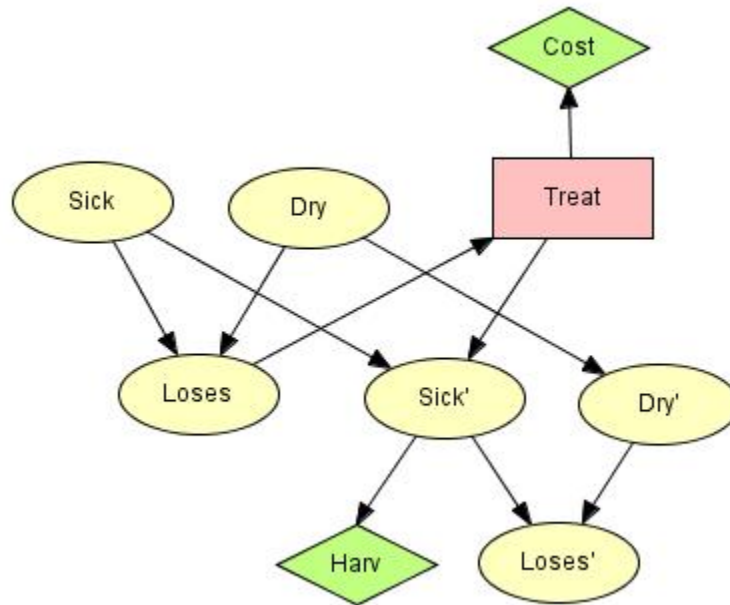 Cost
Sick
Dry
Treat
Loses
Sick'
Dry'
Harv
Loses'